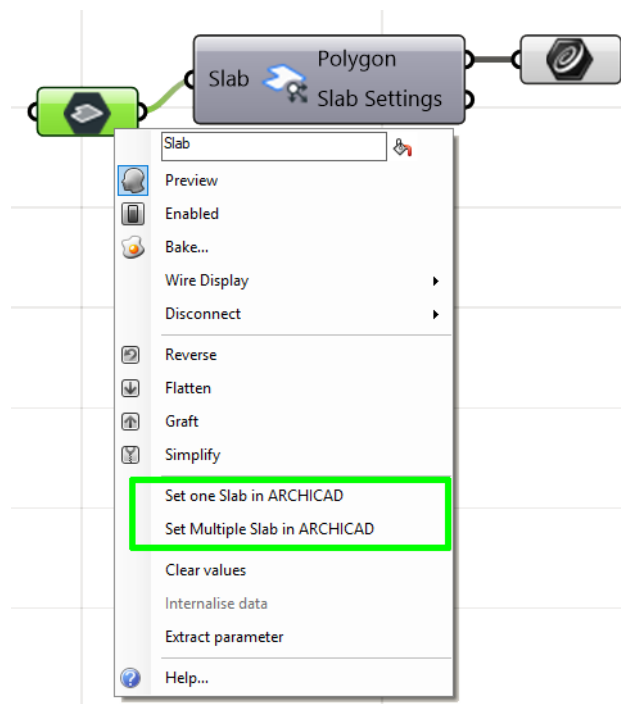 Polygon
Slab
Slab Settings
Slab
Preview
Enabled
Bake...
Wire Display
Disconnect
Reverse
Flatten
Graft
Simplify
Set one Slab in ARCHICAD
Set Multiple Slab in ARCHICAD
Clear values
Internalise data
Extract parameter
Help...